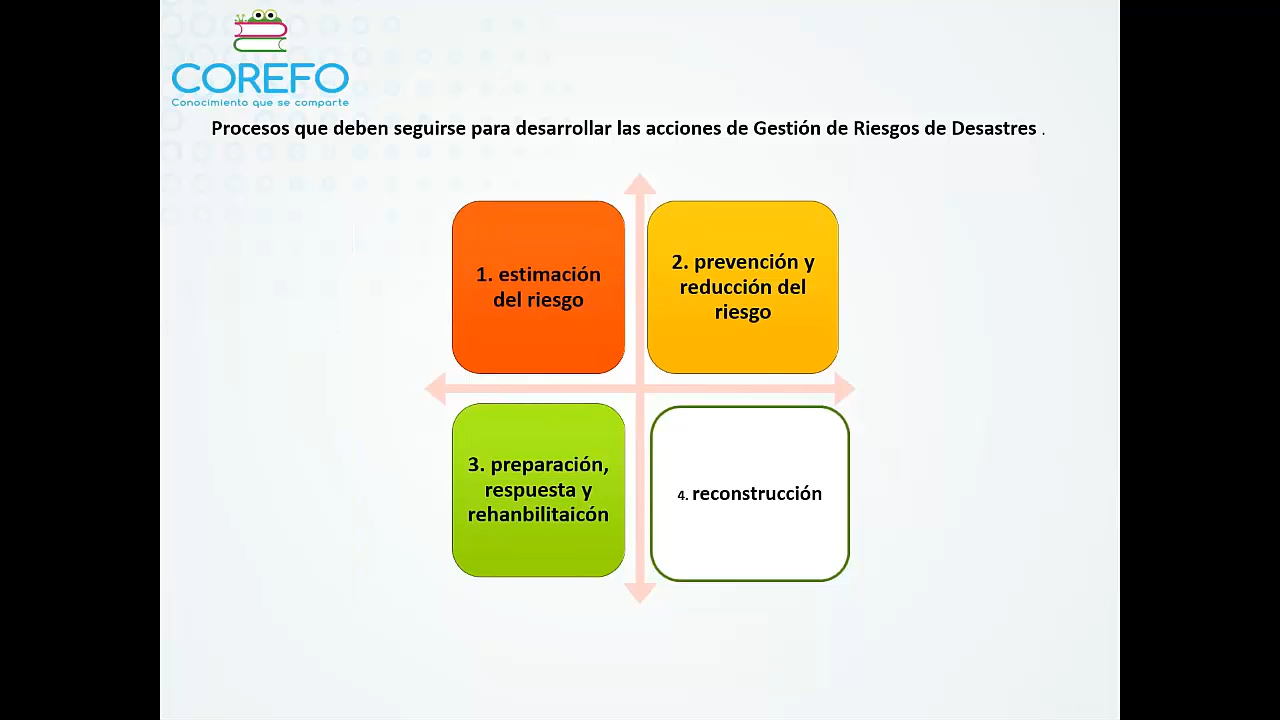 COREFO
Conocimiento que se comparte
Procesos que deben seguirse para desarrollar las acciones de Gestión de Riesgos de Desastres .
1. estimación
del riesgo
2. prevención y
reducción del
riesgo
3. preparación,
respuesta y
rehanbilitaicón
4. reconstrucción